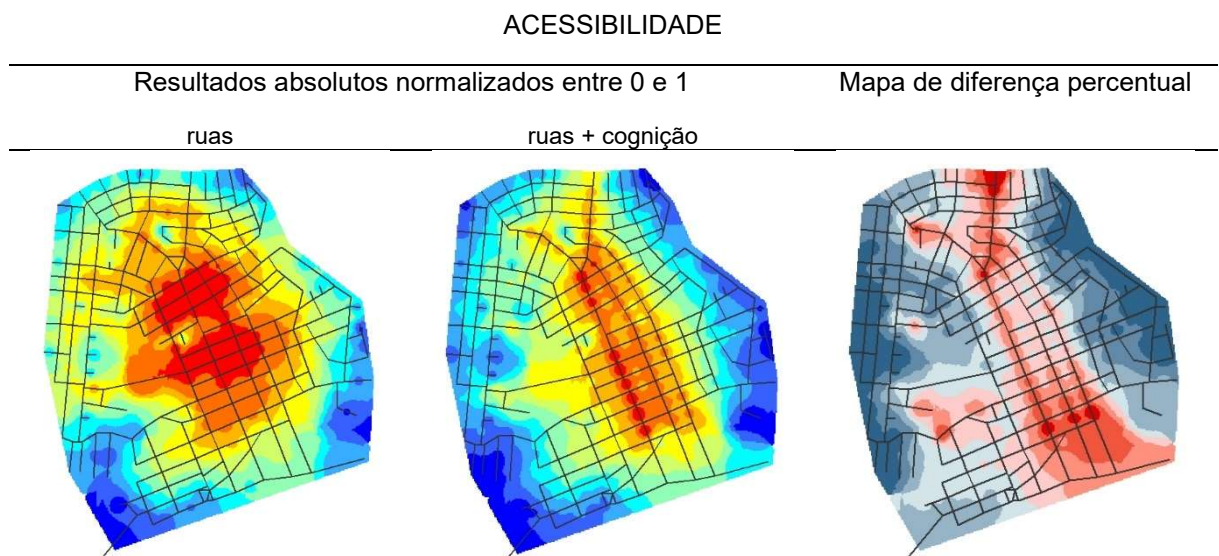 ACESSIBILIDADE
Resultados absolutos normalizados entre 0 e 1 Mapa de diferença percentual
ruas ruas + cognição